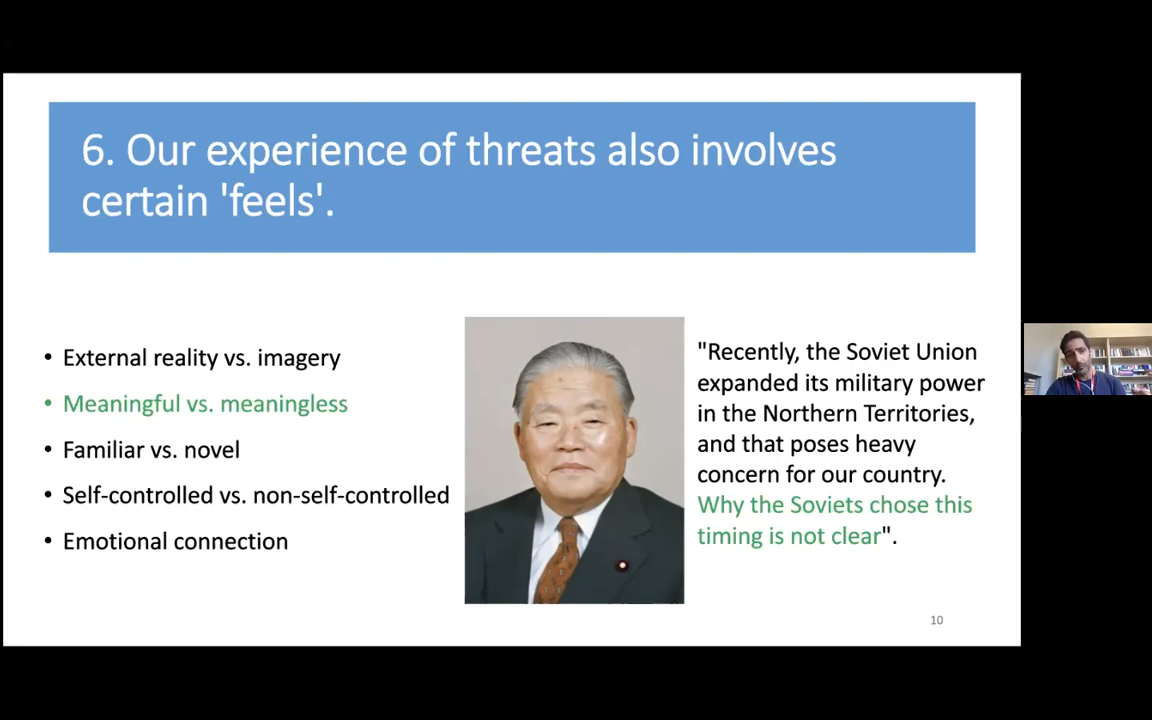 6. Our experience of threats also involves
certain 'feels'.
• External reality vs. imagery
• Meaningful vs. meaningless
• Familiar vs. novel
• Self-controlled vs. non-self-controlled
• Emotional connection
"Recently, the Soviet Union
expanded its military power
in the Northern Territories,
and that poses heavy
concern for our country.
Why the Soviets chose this
timing is not clear".
10